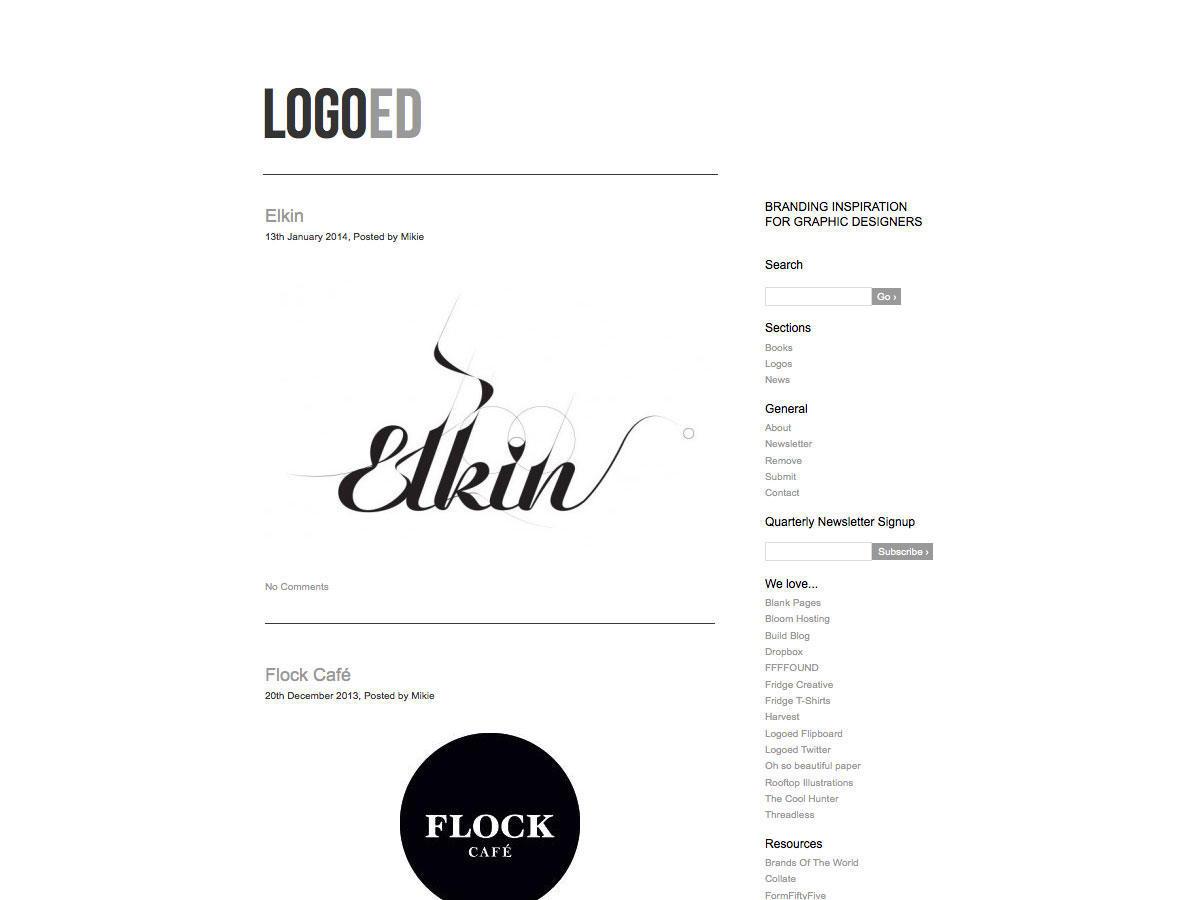 LOGOED
Elkin
13th January 2014, Posted by Mikie
Elkin
No Comments
Flock Café
20th December 2013, Posted by Mikie
FLOCK
CAFÉ
BRANDING INSPIRATION
FOR GRAPHIC DESIGNERS
Search
Go ›
Sections
Books
Logos
News
General
About
Newsletter
Remove
Submit
Contact
Quarterly Newsletter Signup
Subscribe ›
We love...
Blank Pages
Bloom Hosting
Build Blog
Dropbox
FFFFOUND
Fridge Creative
Fridge T-Shirts
Harvest
Logoed Flipboard
Logoed Twitter
Oh so beautiful paper
Rooftop Illustrations
The Cool Hunter
Threadless
Resources
Brands Of The World
Collate
FormFiftyFive